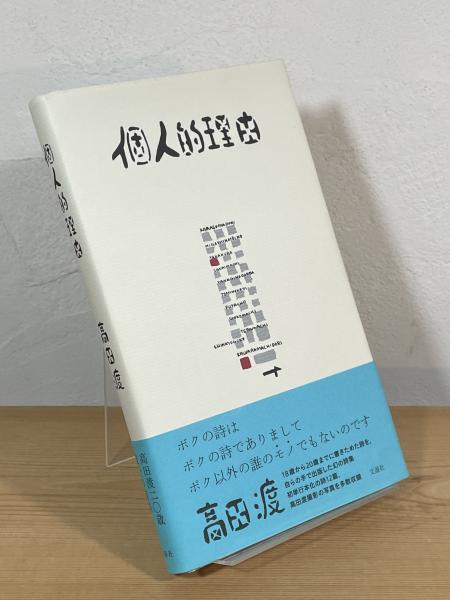 個人的理由
KAWARAMACHIDORI
ボクの詩は
ボクの詩でありまして
ボク以外の誰のモノでもないのです
18歳から20歳までに書きためた詩を、
自らの手で出版した幻の詩集
初単行本化の詩12篇、
高田渡撮影の写真を多数収録
文遊社
高田渡
個人的理由
高田渡
高田渡二〇歳